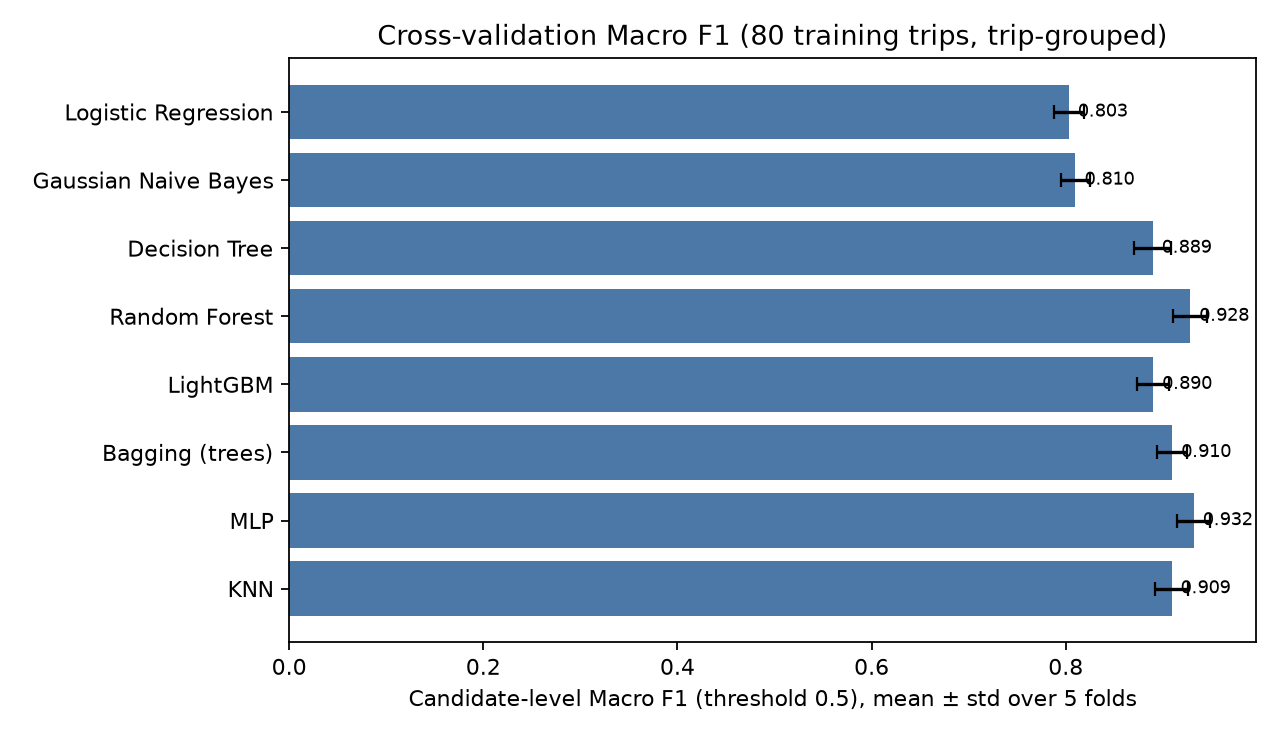 Cross-validation Macro F1 (80 training trips, trip-grouped)
Logistic Regression
0.803
Gaussian Naive Bayes
0.810
Decision Tree
0.889
Random Forest
0.928
LightGBM
0.890
Bagging (trees)
0.910
MLP
0.932
KNN
0.909
0.0 0.2 0.4 0.6 0.8
Candidate-level Macro F1 (threshold 0.5), mean ± std over 5 folds